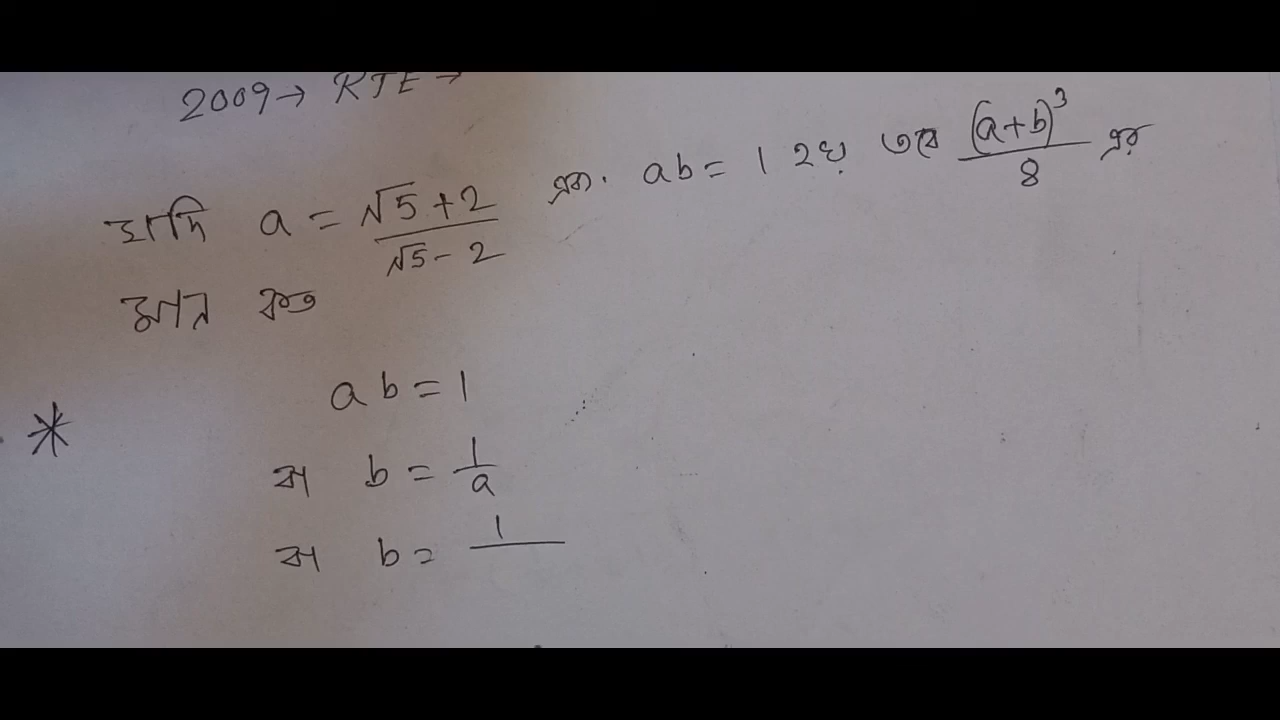 2009→ RTE →
যদি a = (√5+2)/(√5-2) এবং ab = 1 হয় তবে (a+b)³/8 এর
মান কত
ab = 1
* বা b = 1/a
বা b = 1/